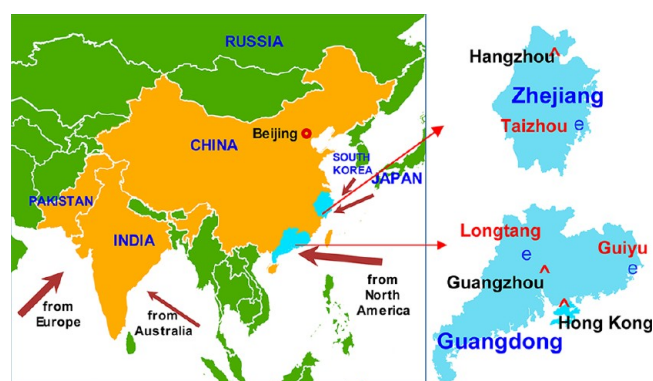 RUSSIA
CHINA
Beijing
SOUTH
KOREA
JAPAN
PAKISTAN
INDIA
from
Europe
from
Australia
from
North
America
Hangzhou
^
Zhejiang
Taizhou
e
Longtang
e
Guiyu
e
Guangzhou
^
^
Hong Kong
Guangdong